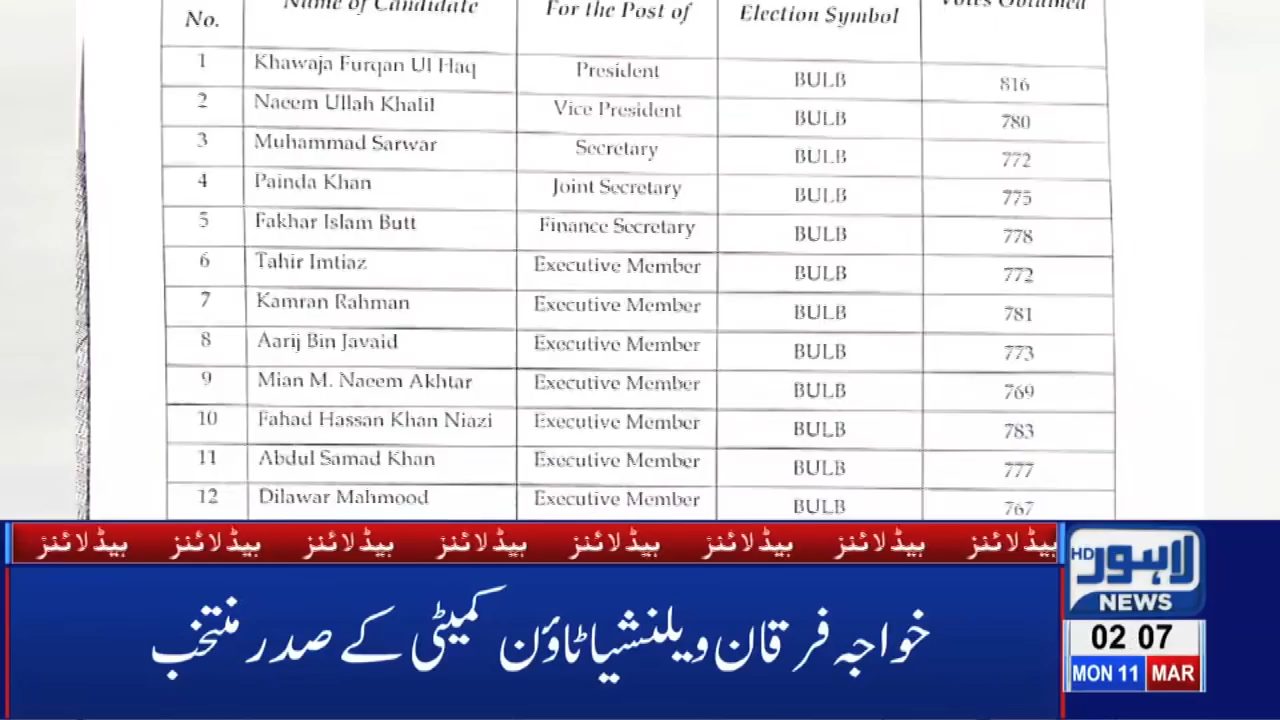 No. Name of Candidate For the Post of Election Symbol Votes Obtained
1 Khawaja Furqan Ul Haq President BULB 816
2 Naeem Ullah Khalil Vice President BULB 780
3 Muhammad Sarwar Secretary BULB 772
4 Painda Khan Joint Secretary BULB 775
5 Fakhar Islam Butt Finance Secretary BULB 778
6 Tahir Imtiaz Executive Member BULB 772
7 Kamran Rahman Executive Member BULB 781
8 Aarij Bin Javaid Executive Member BULB 773
9 Mian M. Naeem Akhtar Executive Member BULB 769
10 Fahad Hassan Khan Niazi Executive Member BULB 783
11 Abdul Samad Khan Executive Member BULB 777
12 Dilawar Mahmood Executive Member BULB 767
ہیڈلائنز ہیڈلائنز ہیڈلائنز ہیڈلائنز ہیڈلائنز ہیڈلائنز ہیڈلائنز ہیڈلائنز
خواجہ فرقان ویلنشیا ٹاؤن کمیٹی کے صدر منتخب
HD لاہور
NEWS
02 07
MON 11 MAR